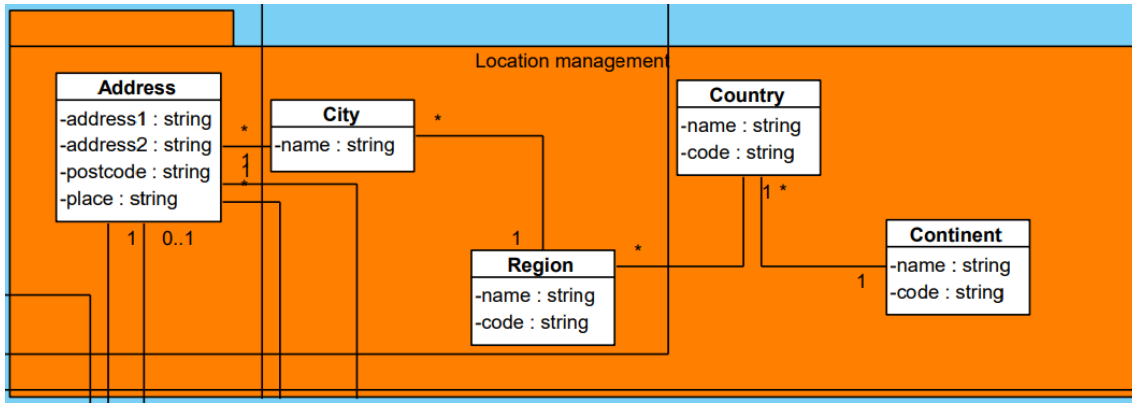 Location management
Address
-address1 : string
-address2 : string
-postcode : string
-place : string
*
1
1
*
1
0..1
City
-name : string
*
1
Region
-name : string
-code : string
*
Country
-name : string
-code : string
1
*
1
Continent
-name : string
-code : string